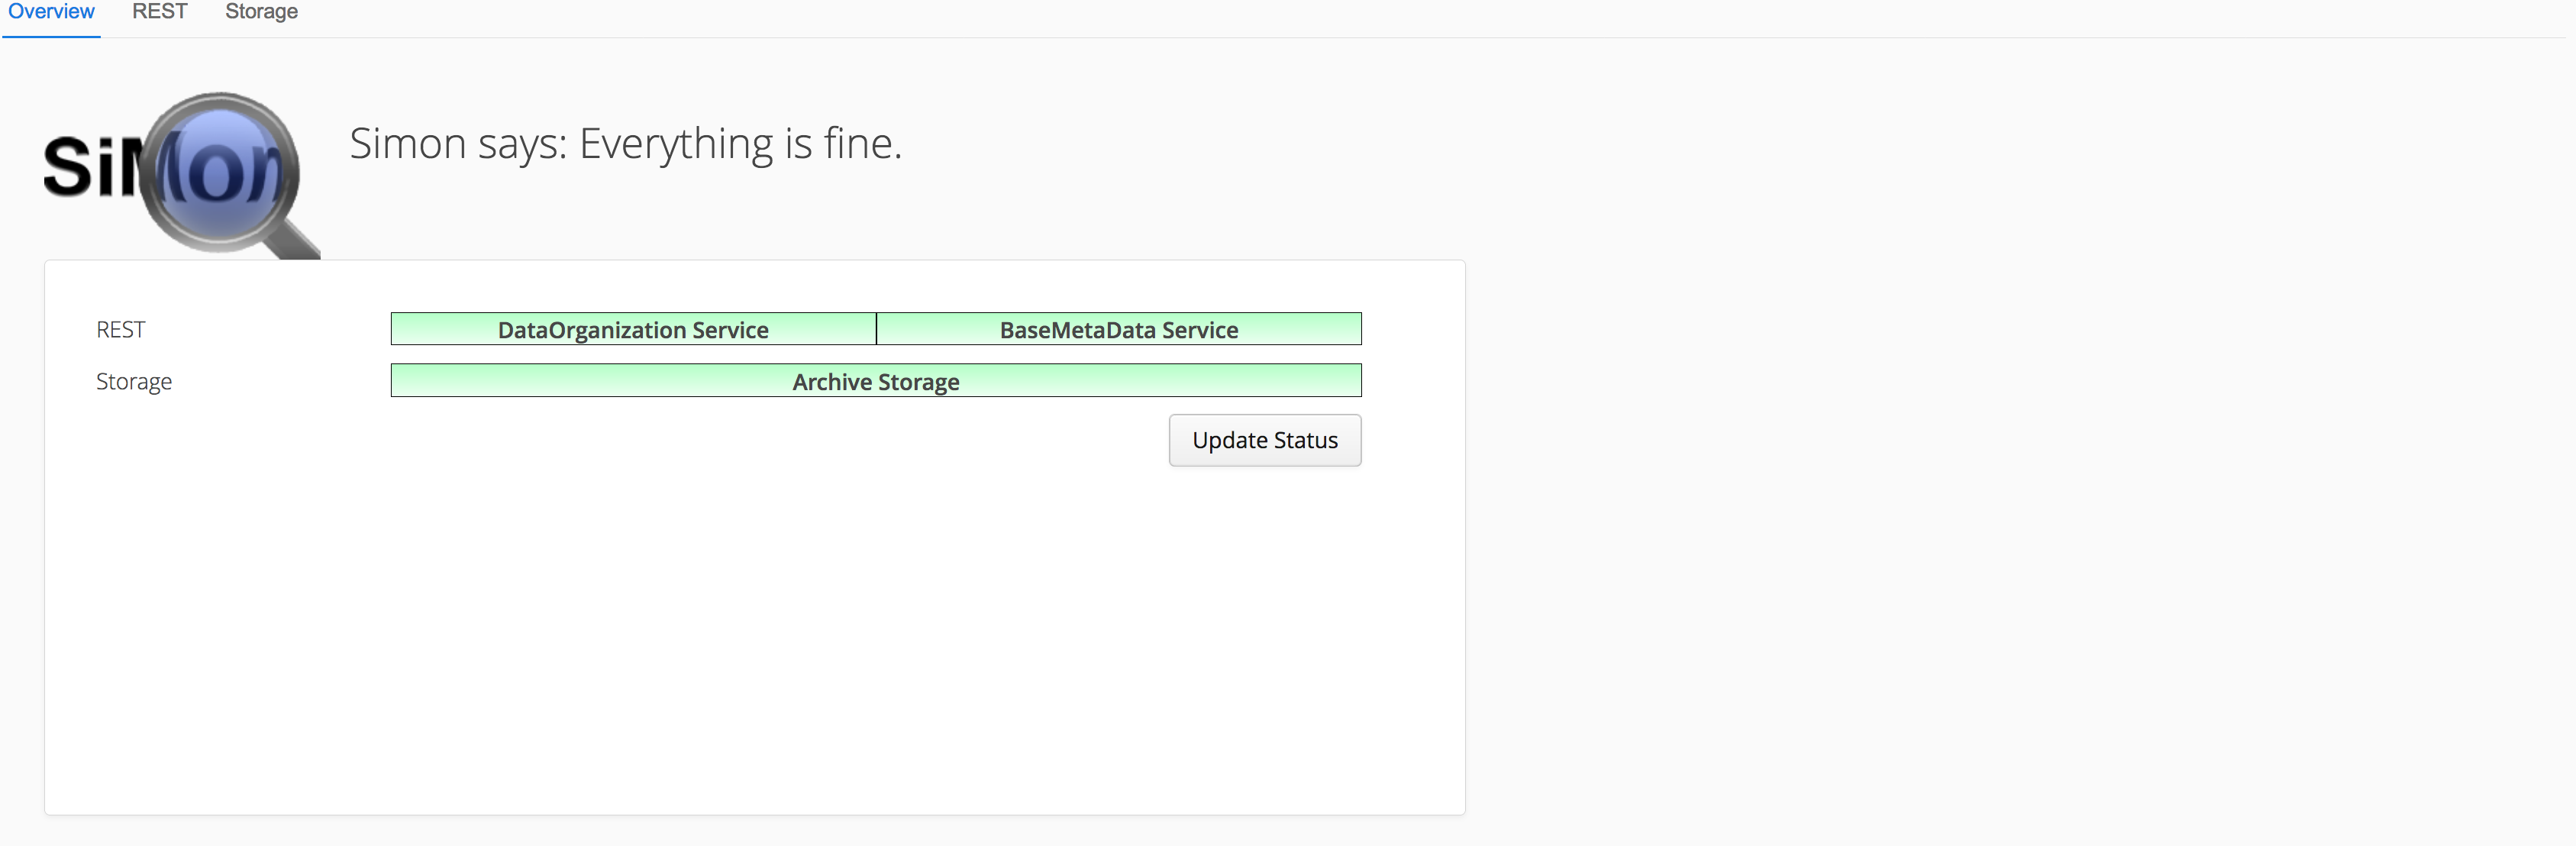 Overview REST Storage
SiMon
Simon says: Everything is fine.
REST DataOrganization Service BaseMetaData Service
Storage Archive Storage
Update Status